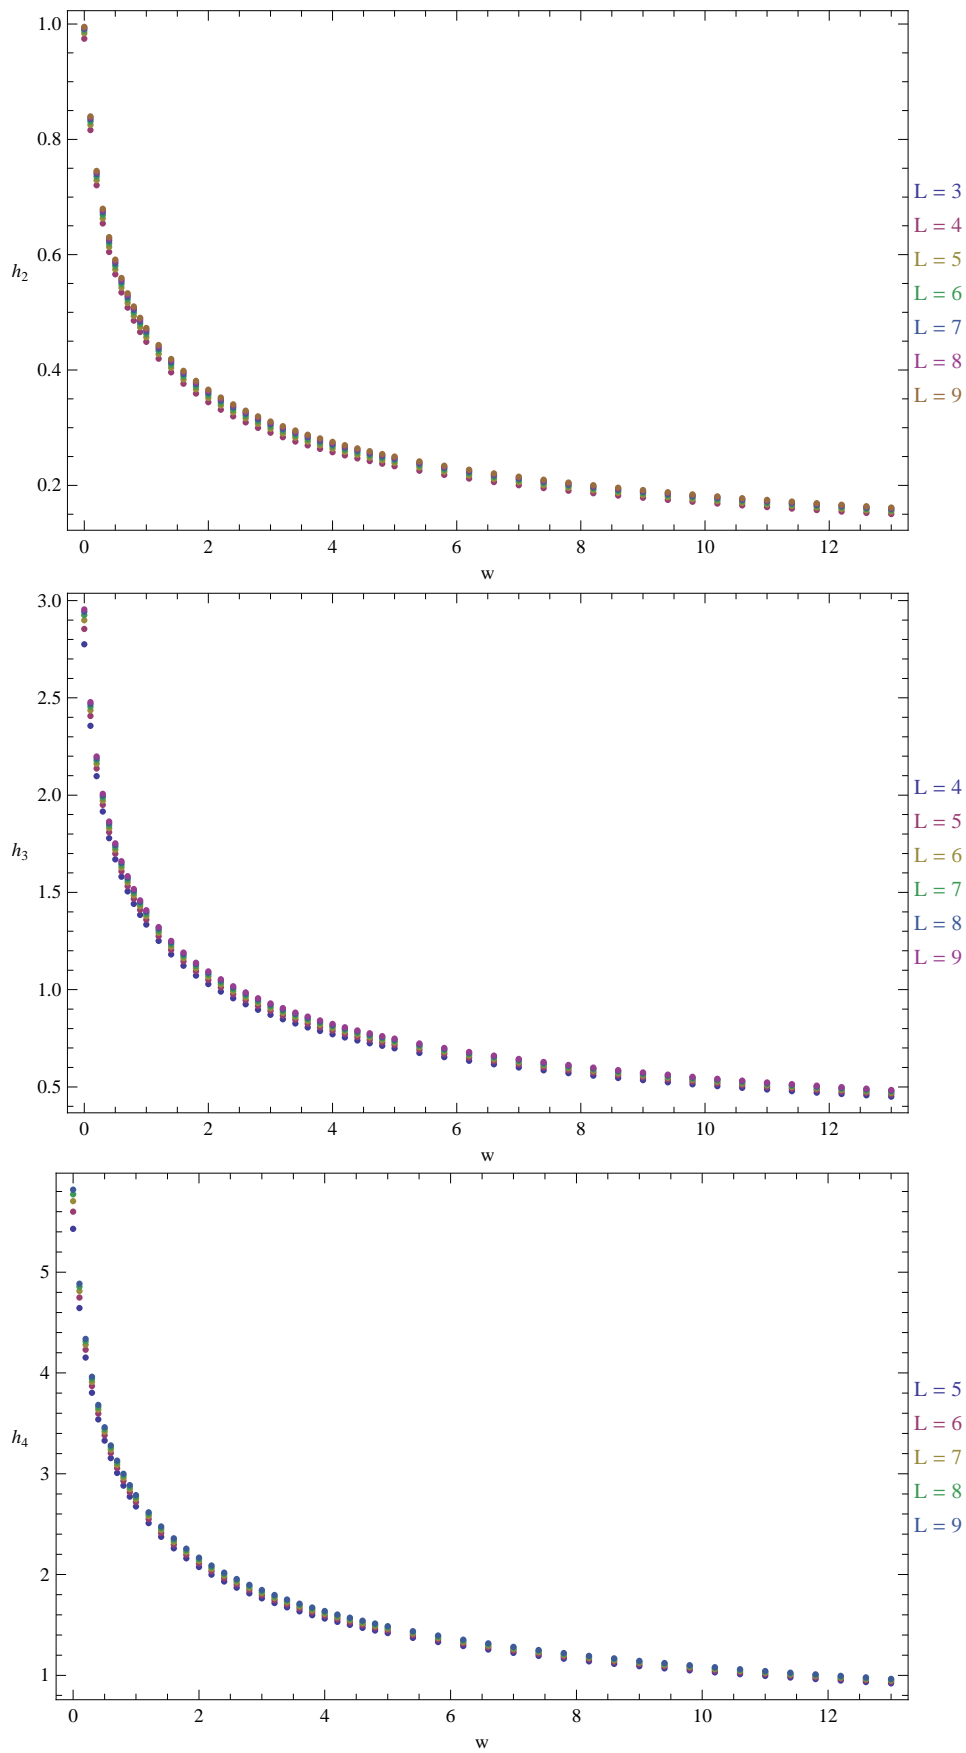 1.0
0.8
0.6
0.4
0.2
h2
0 2 4 6 8 10 12
w
L = 3
L = 4
L = 5
L = 6
L = 7
L = 8
L = 9
3.0
2.5
2.0
1.5
1.0
0.5
h3
0 2 4 6 8 10 12
w
L = 4
L = 5
L = 6
L = 7
L = 8
L = 9
5
4
3
2
1
h4
0 2 4 6 8 10 12
w
L = 5
L = 6
L = 7
L = 8
L = 9